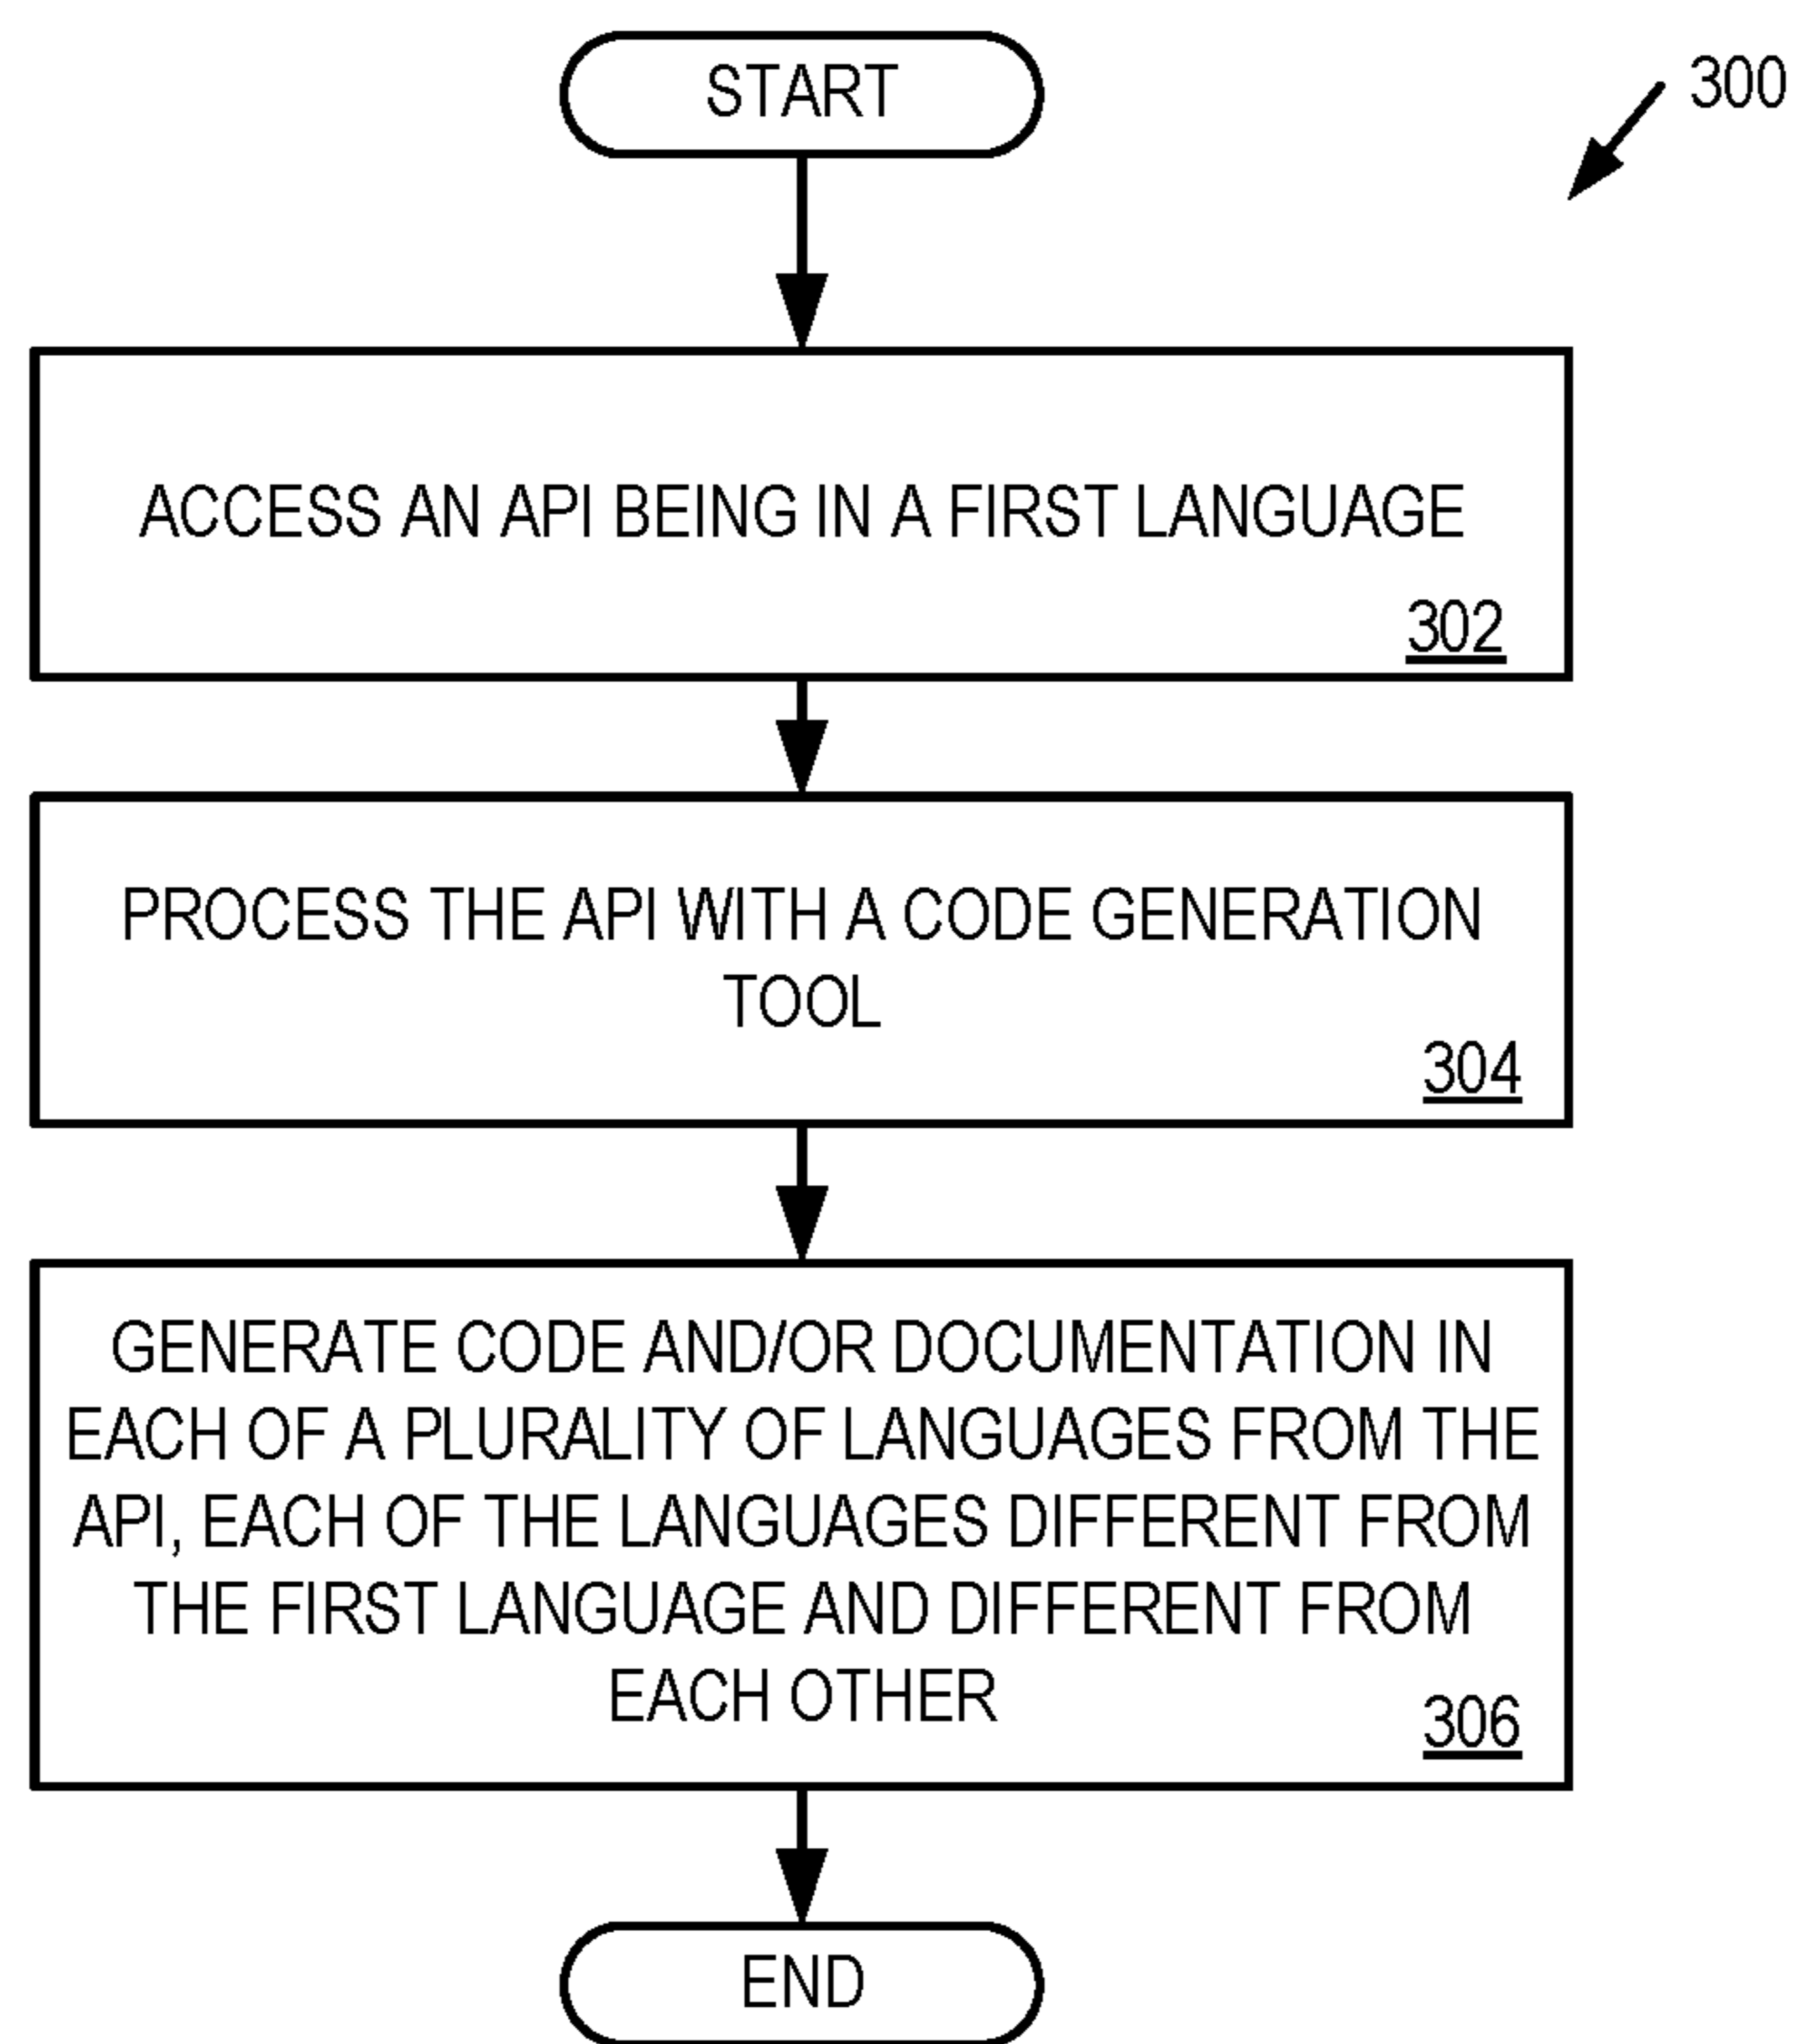 START
300
ACCESS AN API BEING IN A FIRST LANGUAGE
302
PROCESS THE API WITH A CODE GENERATION
TOOL
304
GENERATE CODE AND/OR DOCUMENTATION IN
EACH OF A PLURALITY OF LANGUAGES FROM THE
API, EACH OF THE LANGUAGES DIFFERENT FROM
THE FIRST LANGUAGE AND DIFFERENT FROM
EACH OTHER
306
END